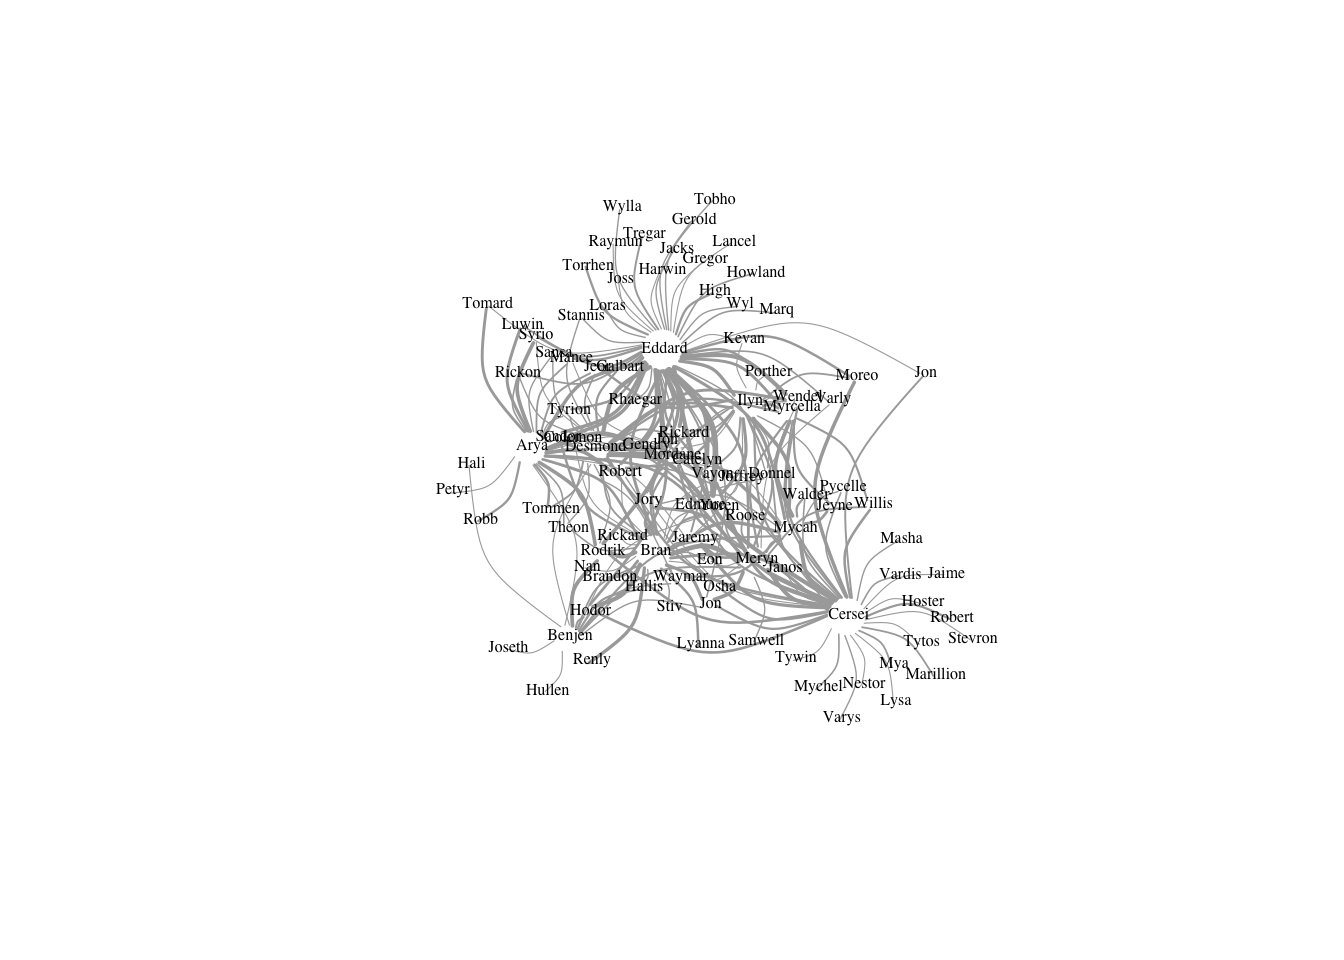 Tobho
Wylla
Gerold
Tregar
Raymun
Lancel
Jacks
Gregor
Torrhen
Harwin
Howland
Joss
High
Tomard
Loras
Wyl
Marq
Stannis
Luwin
Syrio
Kevan
Eddard
Sansa
Mance
Galbart
Rickon
Porther
Jon
Moreo
Rhaegar
Ilyn
Wendel
Varly
Myrcella
Tyrion
Rickard
Jon
Arya
Desmond
Gendry
Mordane
Catelyn
Hali
Robert
Vayon
Joffrey
Donnel
Petyr
Pycelle
Walder
Jory
Tommen
Edmure
Yoren
Jeyne
Willis
Robb
Roose
Theon
Mycah
Rickard
Jaremy
Masha
Rodrik
Bran
Eon
Meryn
Nan
Janos
Brandon
Waymar
Vardis
Jaime
Hallis
Osha
Hodor
Stiv
Jon
Hoster
Cersei
Robert
Benjen
Stevron
Lyanna
Samwell
Tytos
Joseth
Renly
Tywin
Mya
Marillion
Hullen
Mychel
Nestor
Lysa
Varys